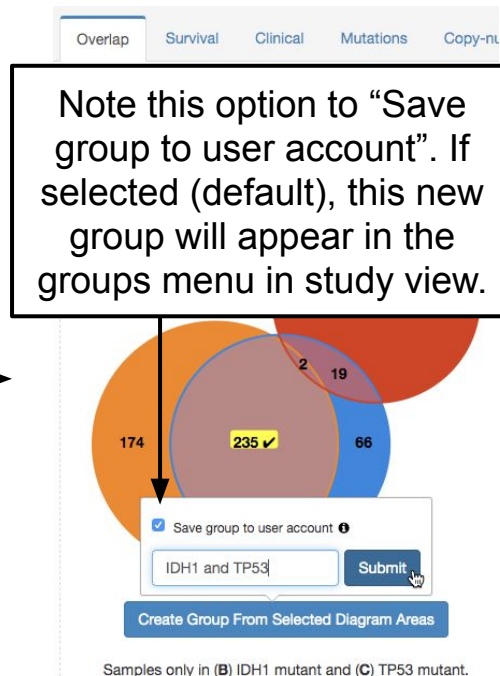 Overlap Survival Clinical Mutations Copy-nu
Note this option to “Save
group to user account”. If
selected (default), this new
group will appear in the
groups menu in study view.
2 19
174 235 ✔ 66
Save group to user account
IDH1 and TP53 Submit
Create Group From Selected Diagram Areas
Samples only in (B) IDH1 mutant and (C) TP53 mutant.